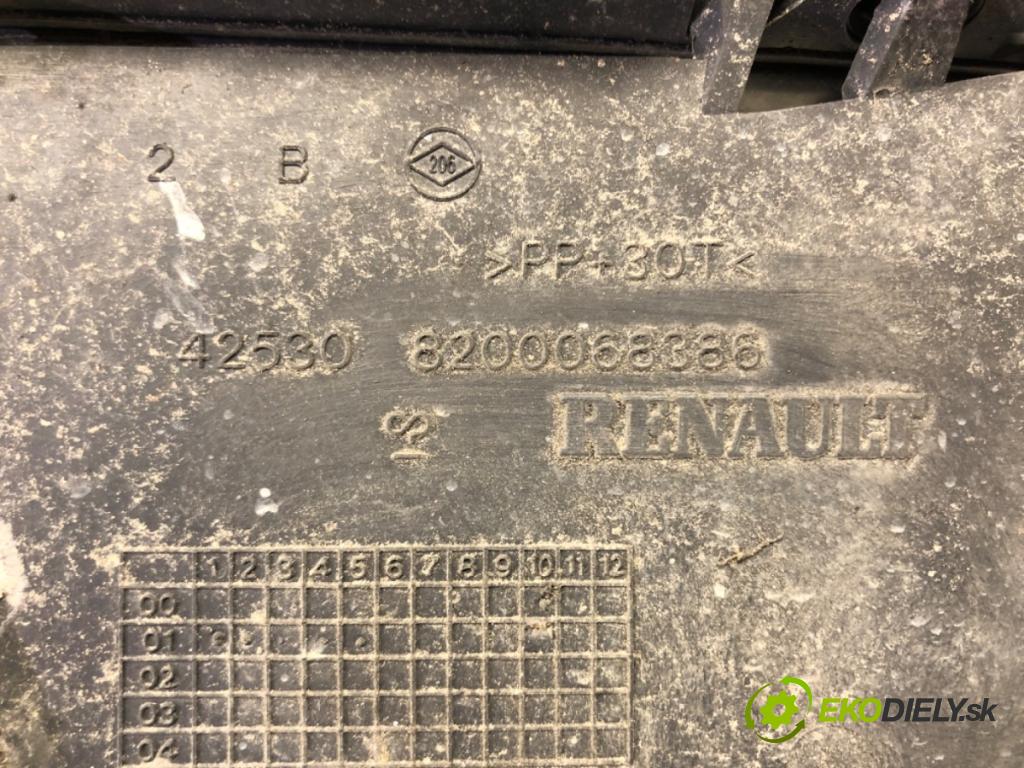 2 B 206
>PP+30T<
42530 8200068386
RENAULT
1 2 3 4 5 6 7 8 9 10 11 12
00
01
02
03
04
EKODIELY.sk